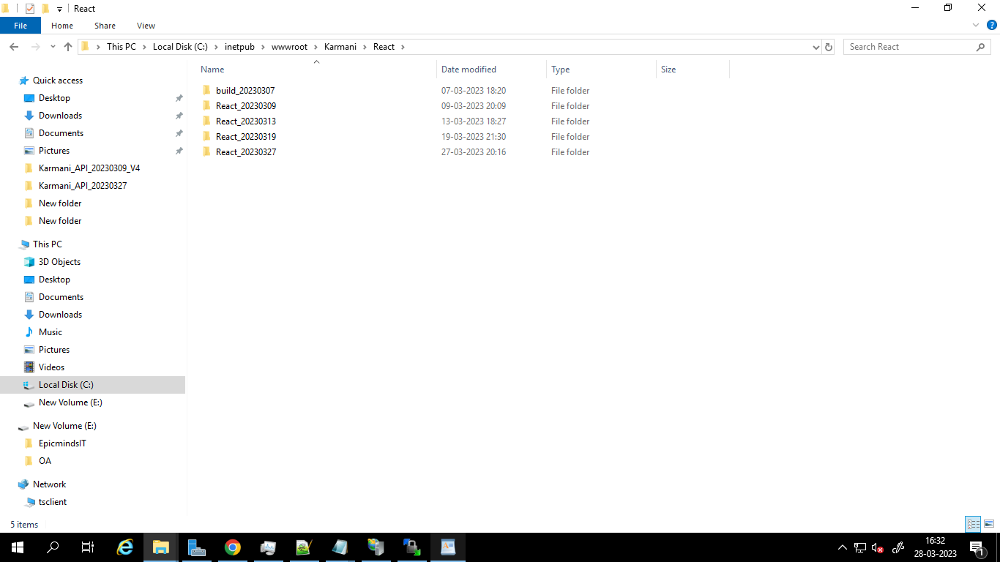 React
File Home Share View
This PC Local Disk (C:) inetpub wwwroot Karmani React
Search React
Name Date modified Type Size
build_20230307 07-03-2023 18:20 File folder
React_20230309 09-03-2023 20:09 File folder
React_20230313 13-03-2023 18:27 File folder
React_20230319 19-03-2023 21:30 File folder
React_20230327 27-03-2023 20:16 File folder
Quick access
Desktop
Downloads
Documents
Pictures
Karmani_API_20230309_V4
Karmani_API_20230327
New folder
New folder
This PC
3D Objects
Desktop
Documents
Downloads
Music
Pictures
Videos
Local Disk (C:)
New Volume (E:)
New Volume (E:)
EpicmindsIT
OA
Network
tsclient
5 items
16:32
28-03-2023
1